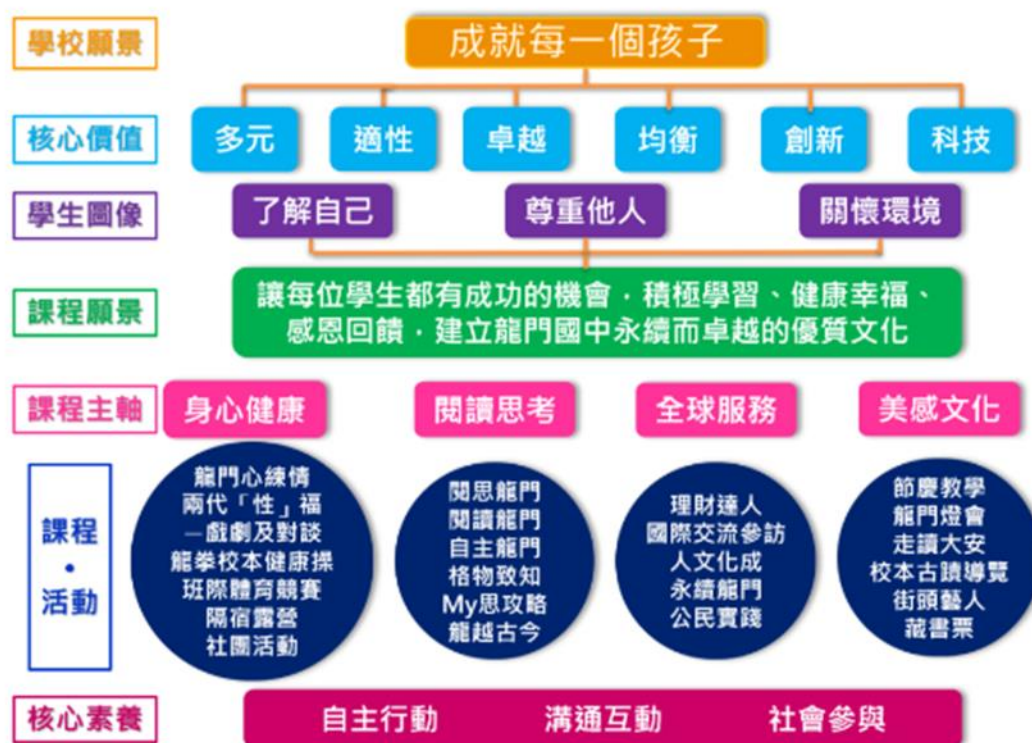 學校願景
成就每一個孩子
核心價值
多元
適性
卓越
均衡
創新
科技
學生圖像
了解自己
尊重他人
關懷環境
課程願景
讓每位學生都有成功的機會，積極學習、健康幸福、
感恩回饋，建立龍門國中永續而卓越的優質文化
課程主軸
身心健康
閱讀思考
全球服務
美感文化
課程
•
活動
龍門心練情
兩代「性」福
—戲劇及對談
龍拳校本健康操
班際體育競賽
隔宿露營
社團活動
閱思龍門
閱讀龍門
自主龍門
格物致知
My思攻略
龍越古今
理財達人
國際交流參訪
人文化成
永續龍門
公民實踐
節慶教學
龍門燈會
走讀大安
校本古蹟導覽
街頭藝人
藏書票
核心素養
自主行動
溝通互動
社會參與